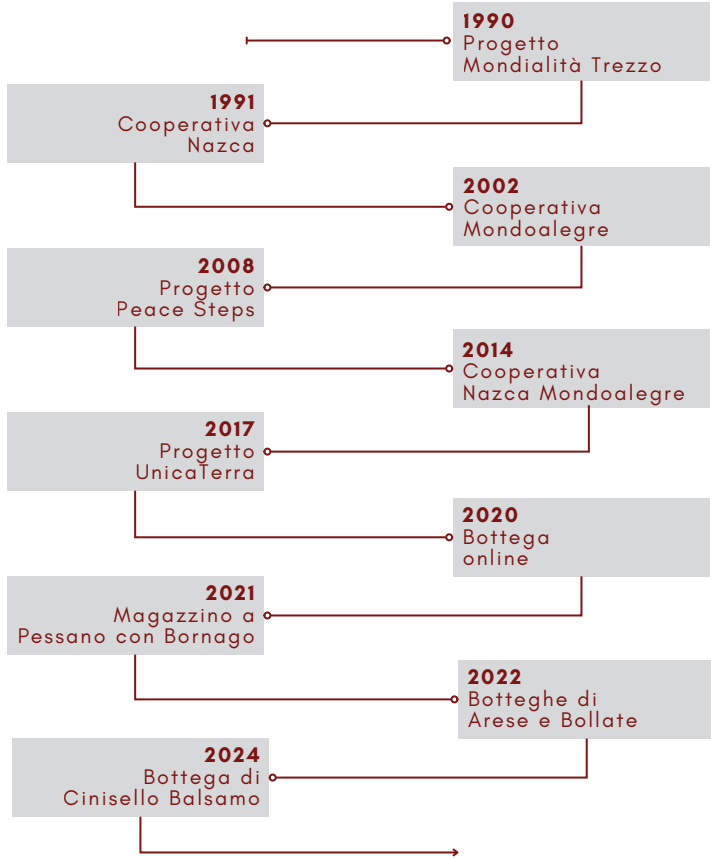 1990
Progetto
Mondialità Trezzo
1991
Cooperativa
Nazca
2002
Cooperativa
Mondoalegre
2008
Progetto
Peace Steps
2014
Cooperativa
Nazca Mondoalegre
2017
Progetto
UnicaTerra
2020
Bottega
online
2021
Magazzino a
Pessano con Bornago
2022
Botteghe di
Arese e Bollate
2024
Bottega di
Cinisello Balsamo